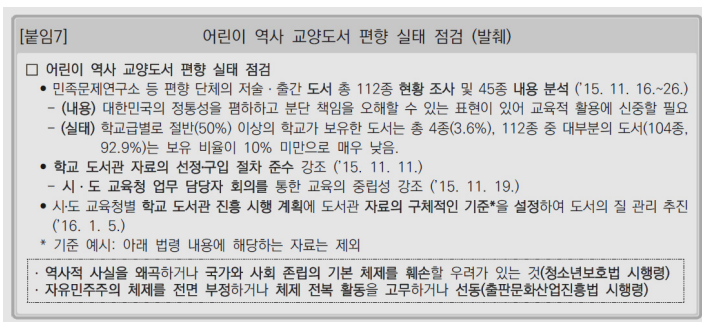 [붙임7] 어린이 역사 교양도서 편향 실태 점검 (발췌)
□ 어린이 역사 교양도서 편향 실태 점검
• 민족문제연구소 등 편향 단체의 저술·출간 도서 총 112종 현황 조사 및 45종 내용 분석 ('15. 11. 16.~26.)
- (내용) 대한민국의 정통성을 폄하하고 분단 책임을 오해할 수 있는 표현이 있어 교육적 활용에 신중할 필요
- (실태) 학교급별로 절반(50%) 이상의 학교가 보유한 도서는 총 4종(3.6%), 112종 중 대부분의 도서(104종,
92.9%)는 보유 비율이 10% 미만으로 매우 낮음.
• 학교 도서관 자료의 선정·구입 절차 준수 강조 ('15. 11. 11.)
- 시·도 교육청 업무 담당자 회의를 통한 교육의 중립성 강조 ('15. 11. 19.)
• 시·도 교육청별 학교 도서관 진흥 시행 계획에 도서관 자료의 구체적인 기준*을 설정하여 도서의 질 관리 추진
('16. 1. 5.)
* 기준 예시: 아래 법령 내용에 해당하는 자료는 제외
· 역사적 사실을 왜곡하거나 국가와 사회 존립의 기본 체제를 훼손할 우려가 있는 것(청소년보호법 시행령)
· 자유민주주의 체제를 전면 부정하거나 체제 전복 활동을 고무하거나 선동(출판문화산업진흥법 시행령)